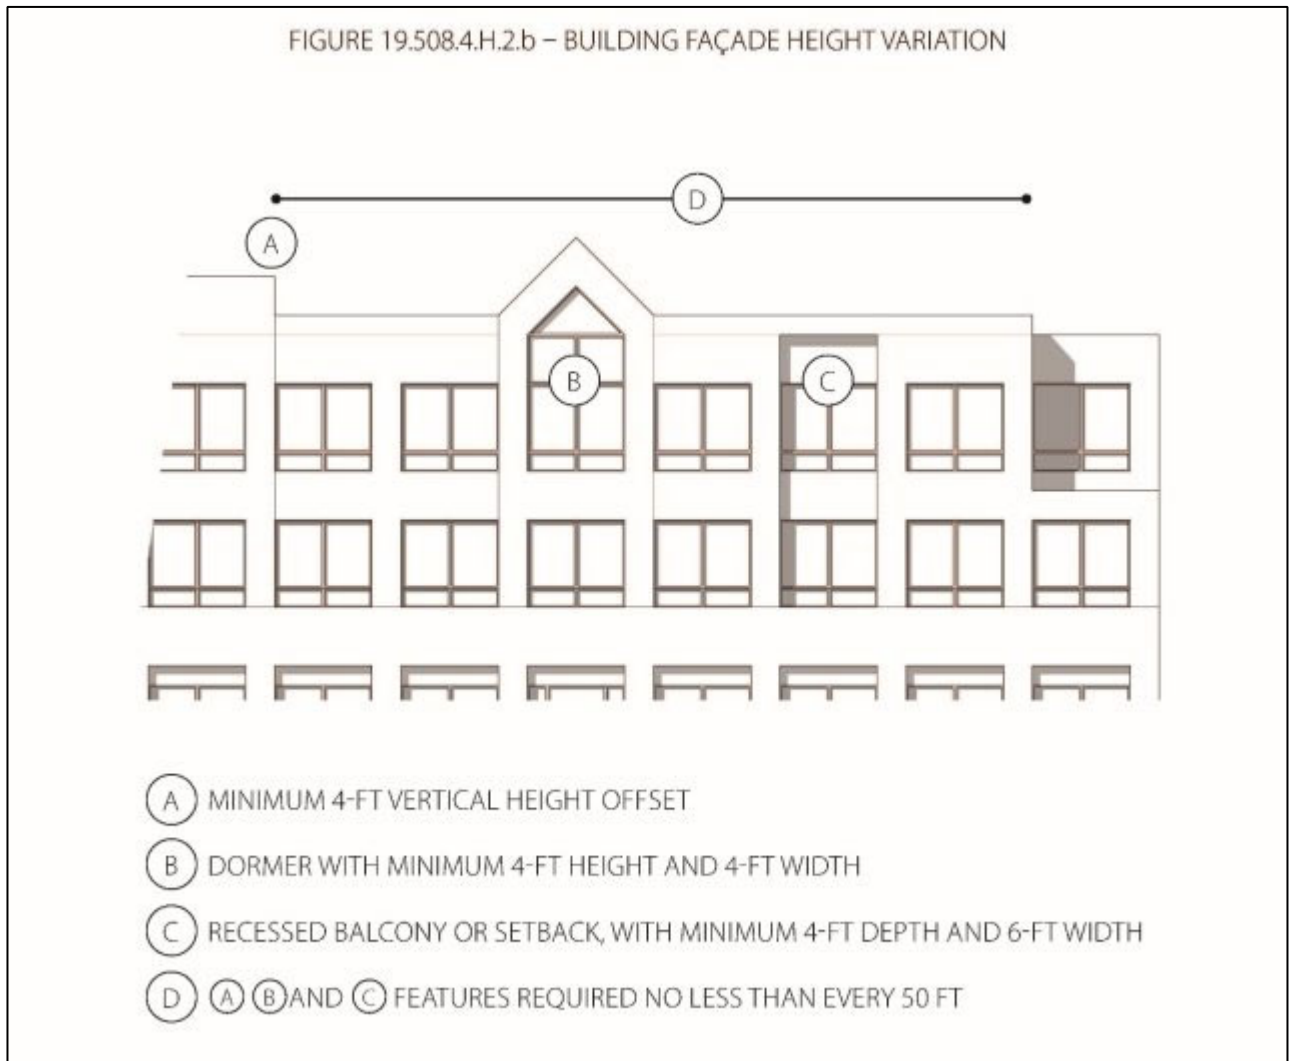 FIGURE 19.508.4.H.2.b – BUILDING FAÇADE HEIGHT VARIATION
D
A
B
C
A MINIMUM 4-FT VERTICAL HEIGHT OFFSET
B DORMER WITH MINIMUM 4-FT HEIGHT AND 4-FT WIDTH
C RECESSED BALCONY OR SETBACK, WITH MINIMUM 4-FT DEPTH AND 6-FT WIDTH
D A B AND C FEATURES REQUIRED NO LESS THAN EVERY 50 FT